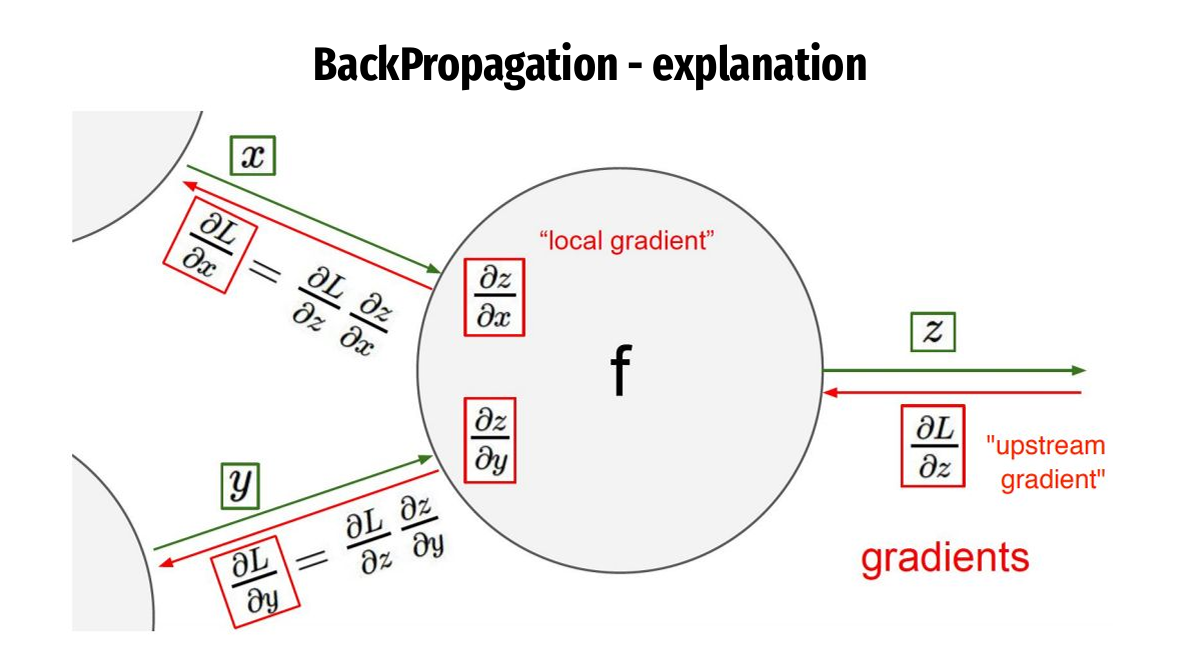 BackPropagation - explanation
x
∂L/∂x = ∂L/∂z ∂z/∂x
“local gradient”
∂z/∂x
f
z
∂z/∂y
∂L/∂z
"upstream
gradient"
y
∂L/∂y = ∂L/∂z ∂z/∂y
gradients